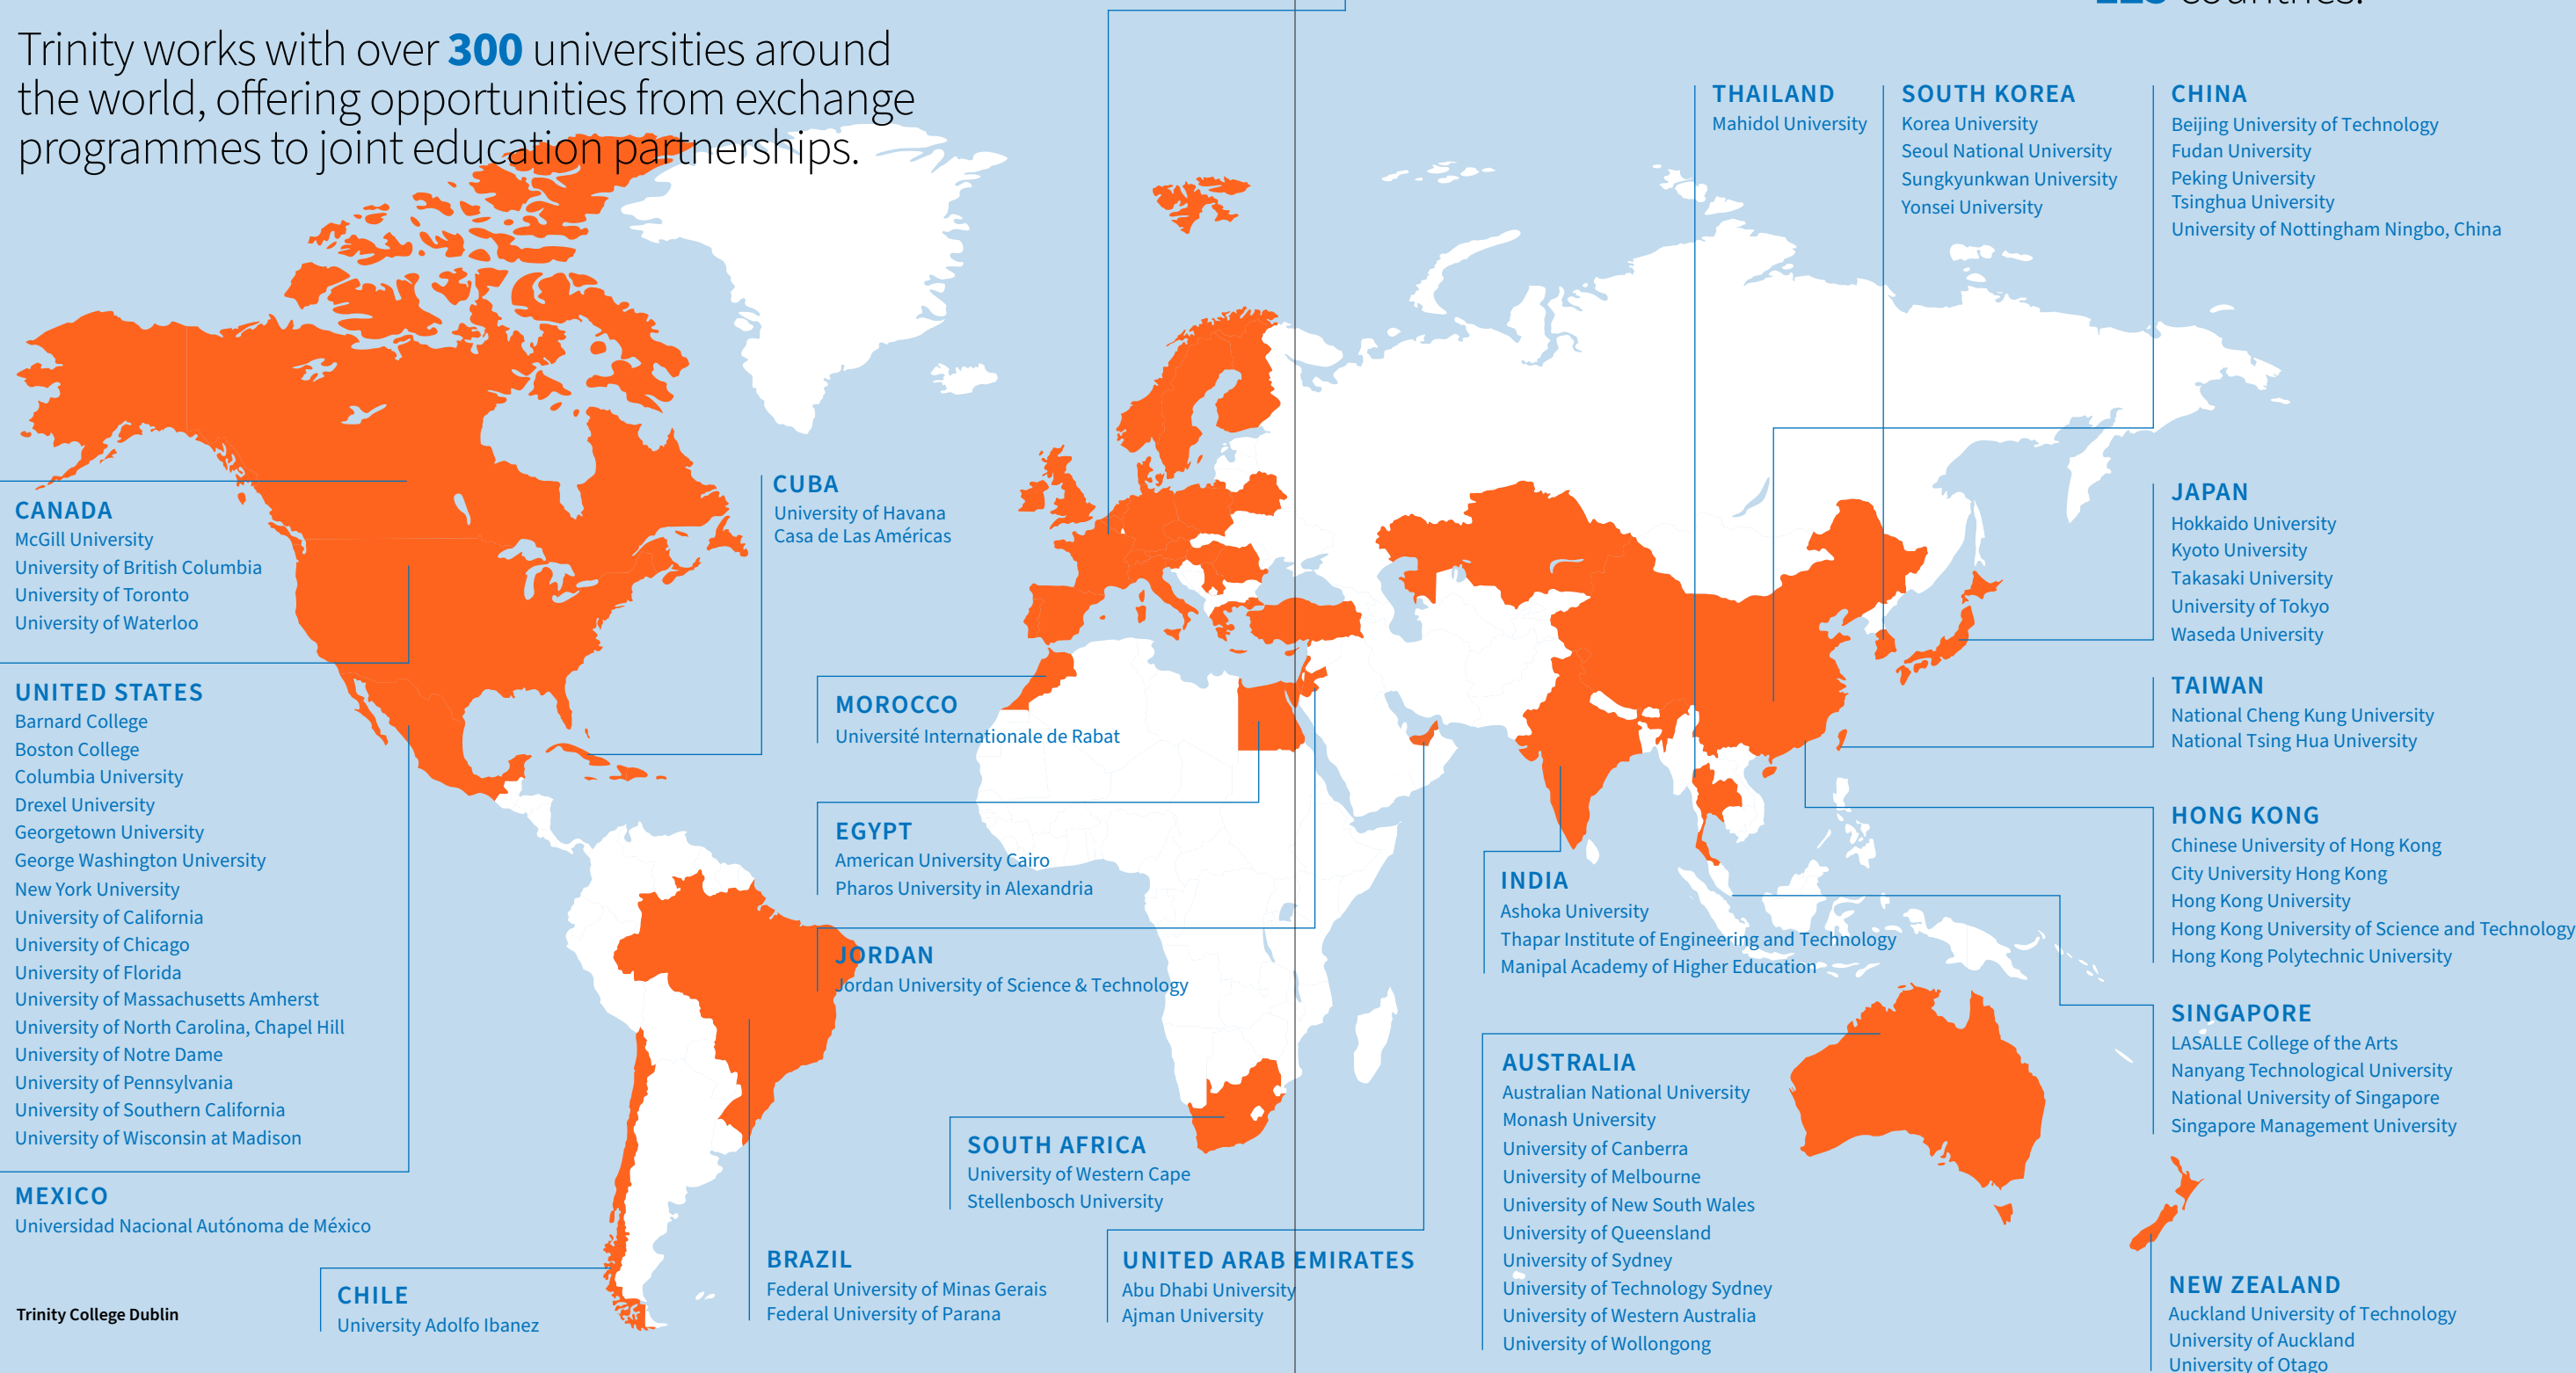 Trinity works with over 300 universities around
the world, offering opportunities from exchange
programmes to joint education partnerships.
countries.
THAILAND
Mahidol University
SOUTH KOREA
Korea University
Seoul National University
Sungkyunkwan University
Yonsei University
CHINA
Beijing University of Technology
Fudan University
Peking University
Tsinghua University
University of Nottingham Ningbo, China
CANADA
McGill University
University of British Columbia
University of Toronto
University of Waterloo
CUBA
University of Havana
Casa de Las Américas
JAPAN
Hokkaido University
Kyoto University
Takasaki University
University of Tokyo
Waseda University
UNITED STATES
Barnard College
Boston College
Columbia University
Drexel University
Georgetown University
George Washington University
New York University
University of California
University of Chicago
University of Florida
University of Massachusetts Amherst
University of North Carolina, Chapel Hill
University of Notre Dame
University of Pennsylvania
University of Southern California
University of Wisconsin at Madison
MOROCCO
Université Internationale de Rabat
TAIWAN
National Cheng Kung University
National Tsing Hua University
EGYPT
American University Cairo
Pharos University in Alexandria
HONG KONG
Chinese University of Hong Kong
City University Hong Kong
Hong Kong University
Hong Kong University of Science and Technology
Hong Kong Polytechnic University
INDIA
Ashoka University
Thapar Institute of Engineering and Technology
Manipal Academy of Higher Education
JORDAN
Jordan University of Science & Technology
SINGAPORE
LASALLE College of the Arts
Nanyang Technological University
National University of Singapore
Singapore Management University
AUSTRALIA
Australian National University
Monash University
University of Canberra
University of Melbourne
University of New South Wales
University of Queensland
University of Sydney
University of Technology Sydney
University of Western Australia
University of Wollongong
SOUTH AFRICA
University of Western Cape
Stellenbosch University
MEXICO
Universidad Nacional Autónoma de México
BRAZIL
Federal University of Minas Gerais
Federal University of Parana
UNITED ARAB EMIRATES
Abu Dhabi University
Ajman University
CHILE
University Adolfo Ibanez
NEW ZEALAND
Auckland University of Technology
University of Auckland
University of Otago
Trinity College Dublin